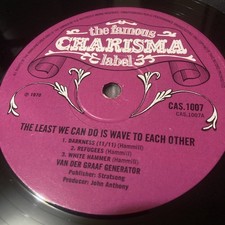 the famous
CHARISMA
label
℗ 1970
CAS.1007
CAS.1007A
THE LEAST WE CAN DO IS WAVE TO EACH OTHER
1. DARKNESS (11/11) (Hammill)
2. REFUGEES (Hammill)
3. WHITE HAMMER (Hammill)
VAN DER GRAAF GENERATOR
Publisher: Stratsong
Producer: John Anthony